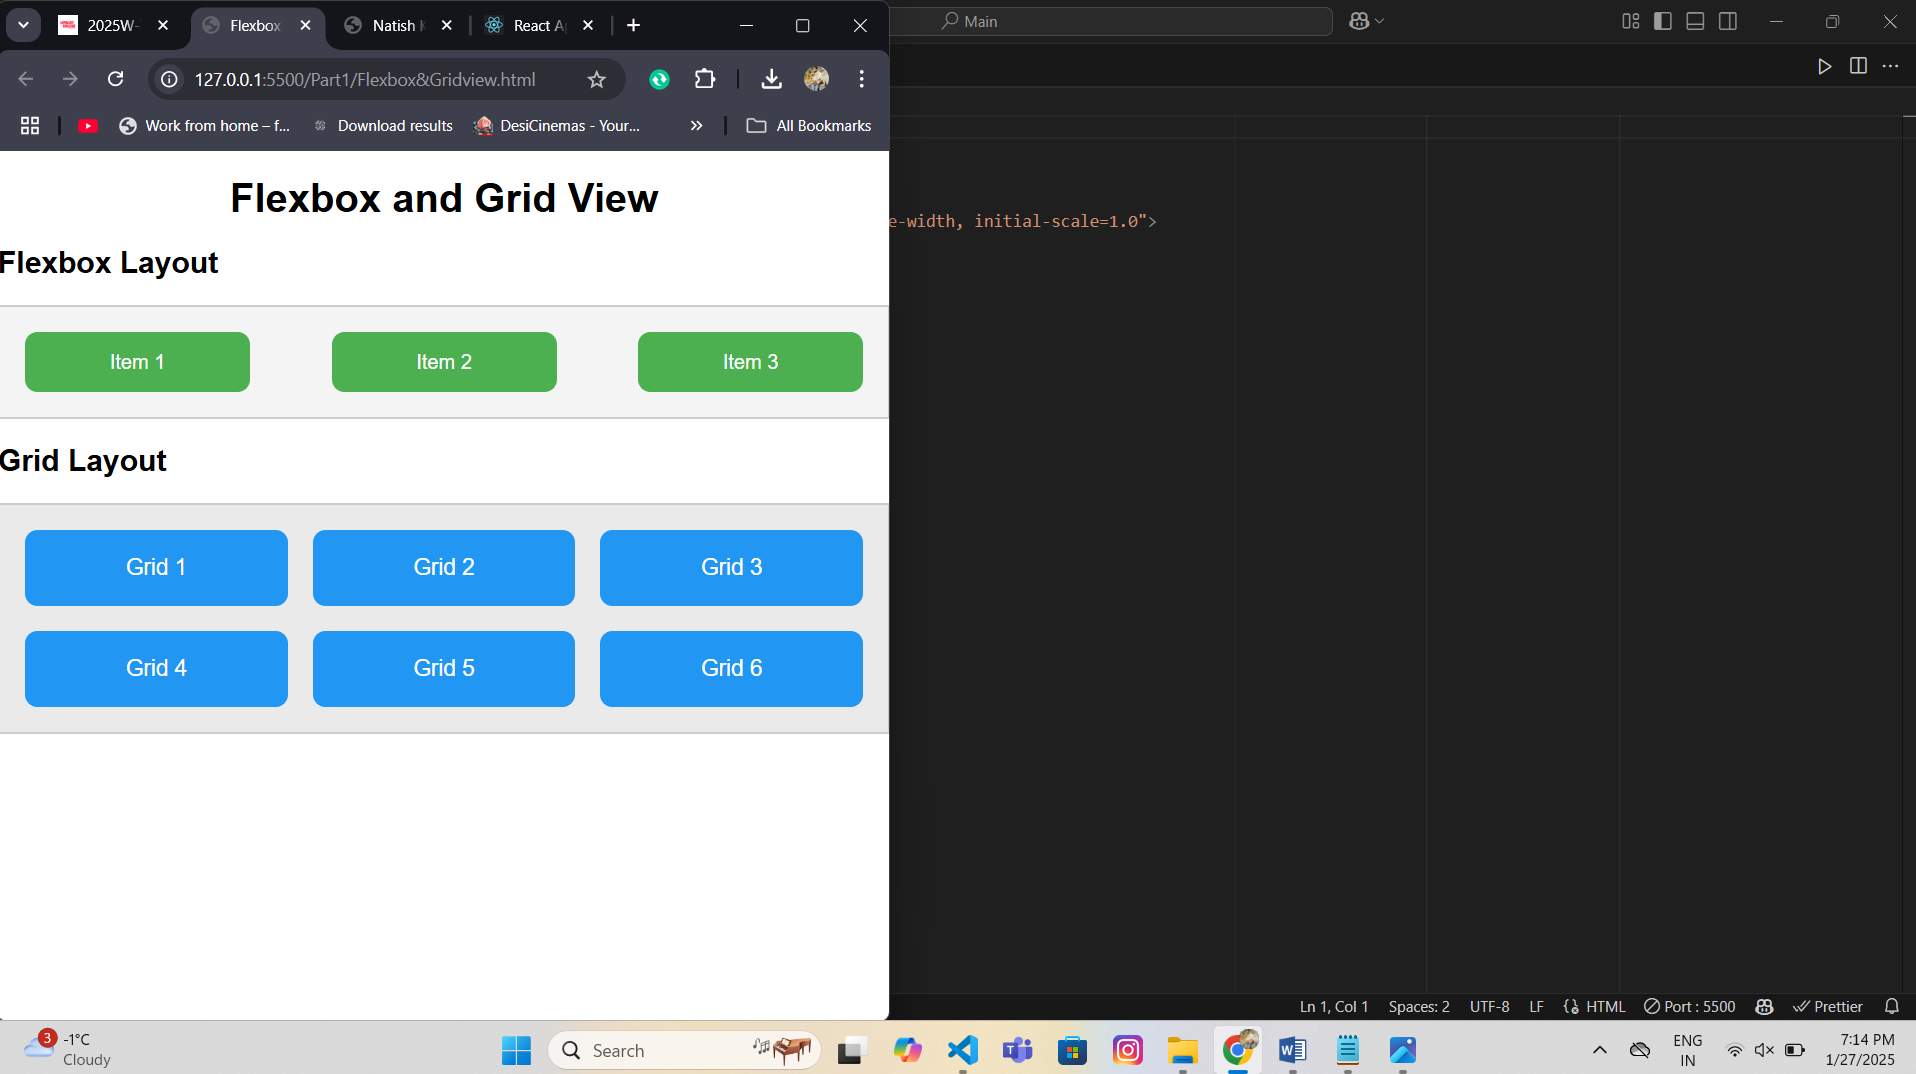 2025W-
Flexbox
Natish K
React Ap
Main
127.0.0.1:5500/Part1/Flexbox&Gridview.html
Work from home – f...
Download results
DesiCinemas - Your...
All Bookmarks
Flexbox and Grid View
e-width, initial-scale=1.0">
Flexbox Layout
Item 1
Item 2
Item 3
Grid Layout
Grid 1
Grid 2
Grid 3
Grid 4
Grid 5
Grid 6
Ln 1, Col 1
Spaces: 2
UTF-8
LF
HTML
Port : 5500
Prettier
3
-1°C
Cloudy
Search
ENG
IN
7:14 PM
1/27/2025